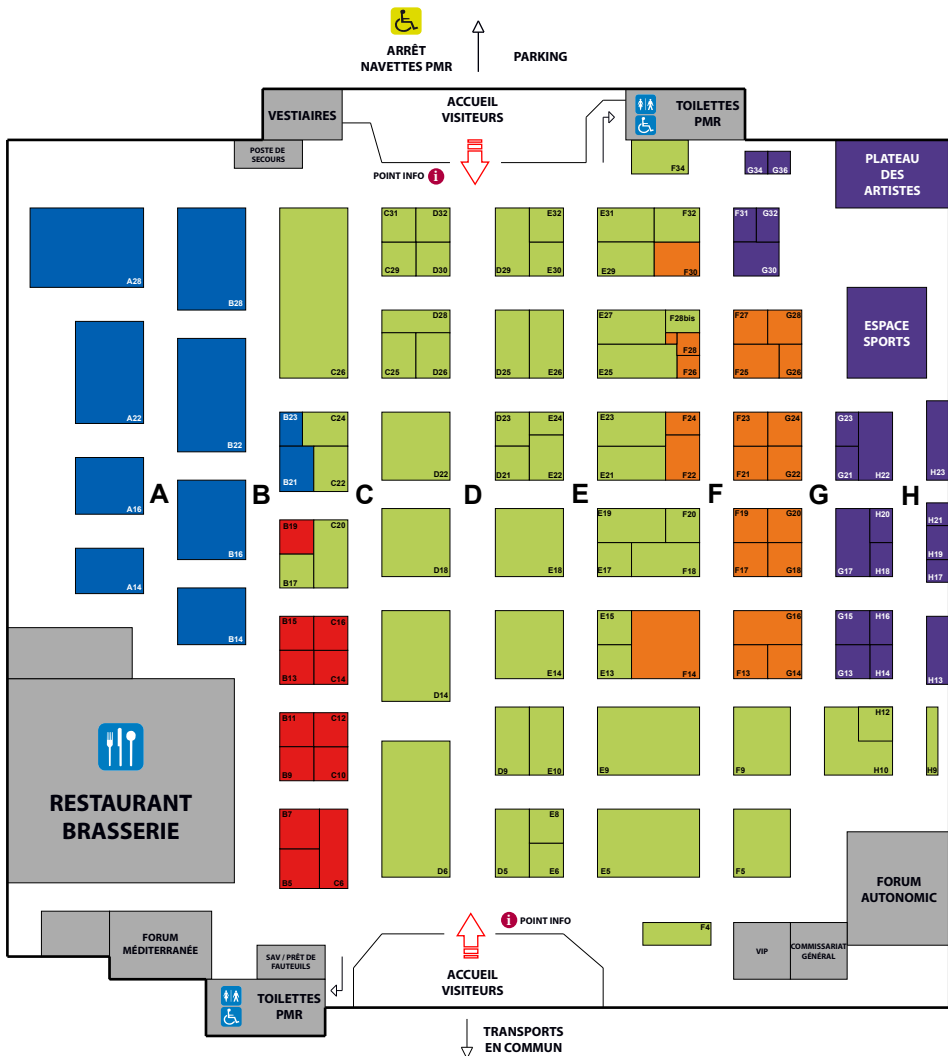 ARRÊT
NAVETTES PMR
PARKING
VESTIAIRES
ACCUEIL
VISITEURS
TOILETTES
PMR
POSTE DE
SECOURS
POINT INFO i
F34
G34 G36
PLATEAU
DES
ARTISTES
A28
B28
C26
C31 D32
C29 D30
E32
D29 E30
E31 F32
E29 F30
F31 G32
G30
A22
B22
D28
C25 D26
D25 E26
E27 F28bis
F28
E25 F26
F27 G28
F25 G26
ESPACE
SPORTS
B23 C24
B21 C22
D22
D23 E24
D21 E22
E23 F24
E21 F22
F23 G24
F21 G22
G23
G21 H22
H23
A B C D E F G H
A16
B16
A14
B14
B19 C20
B17
D18
E18
E19 F20
E17 F18
F19 G20
F17 G18
H20
G17 H18
H21
H19
H17
B15 C16
B13 C14
D14
E14
E15
E13 F14
G16
F13 G14
G15 H16
G13 H14
H13
RESTAURANT
BRASSERIE
B11 C12
B9 C10
D6
D9 E10
E9
F9
H12
H10
H9
B7
B5 C6
E8
D5 E6
E5
F5
FORUM
AUTONOMIC
FORUM
MÉDITERRANÉE
SAV / PRÊT DE
FAUTEUILS
TOILETTES
PMR
i POINT INFO
ACCUEIL
VISITEURS
F4
VIP
COMMISSARIAT
GÉNÉRAL
TRANSPORTS
EN COMMUN